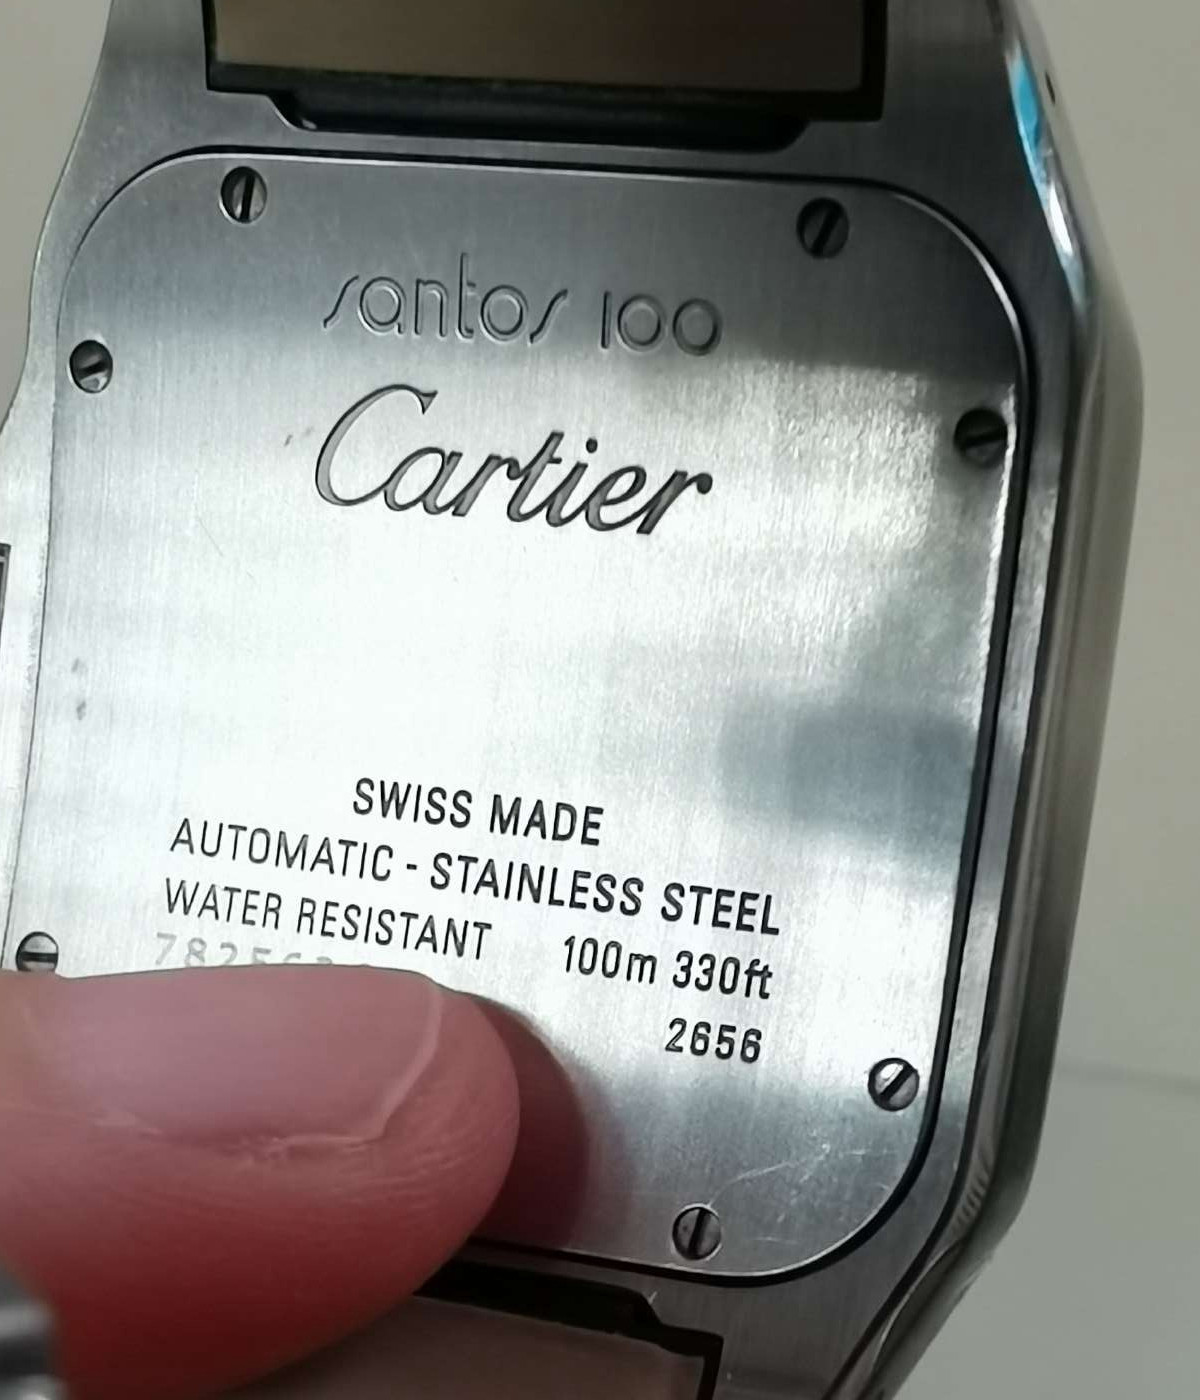 santos 100
Cartier
SWISS MADE
AUTOMATIC - STAINLESS STEEL
WATER RESISTANT 100m 330ft
2656